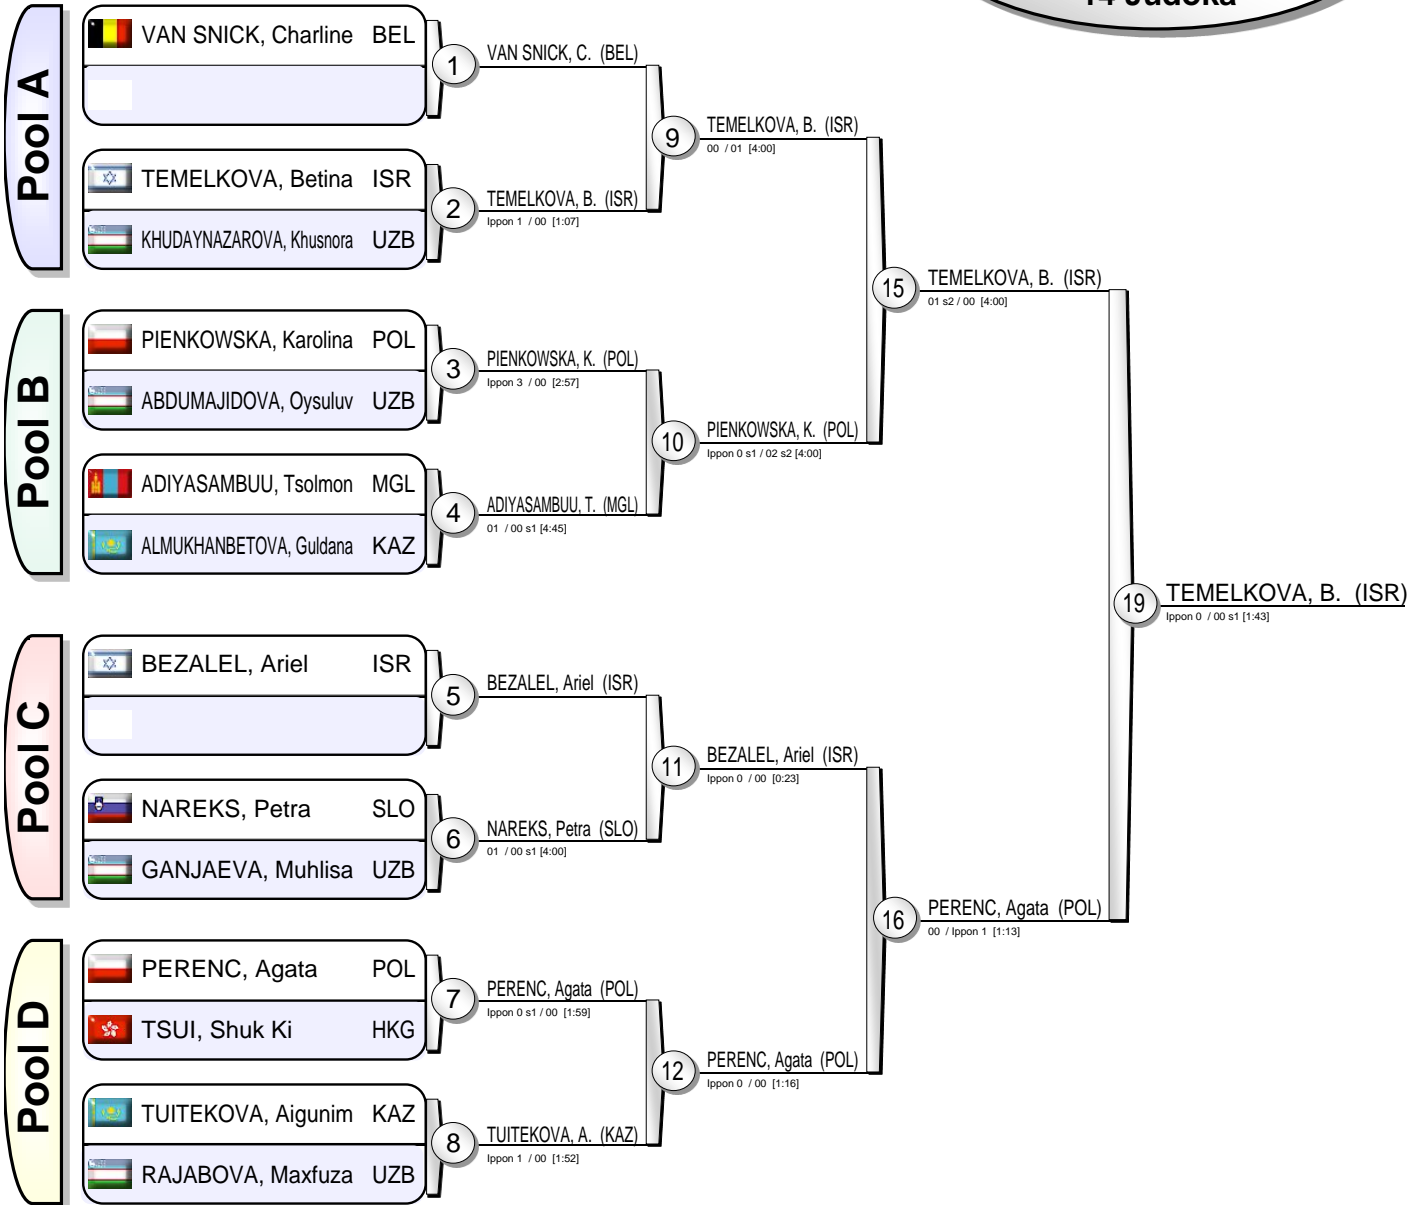 14 Judoka
Pool A
VAN SNICK, Charline BEL
TEMELKOVA, Betina ISR
KHUDAYNAZAROVA, Khusnora UZB
Pool B
PIENKOWSKA, Karolina POL
ABDUMAJIDOVA, Oysuluv UZB
ADIYASAMBUU, Tsolmon MGL
ALMUKHANBETOVA, Guldana KAZ
Pool C
BEZALEL, Ariel ISR
NAREKS, Petra SLO
GANJAEVA, Muhlisa UZB
Pool D
PERENC, Agata POL
TSUI, Shuk Ki HKG
TUITEKOVA, Aigunim KAZ
RAJABOVA, Maxfuza UZB
1
VAN SNICK, C. (BEL)
2
TEMELKOVA, B. (ISR)
Ippon 1 / 00 [1:07]
3
PIENKOWSKA, K. (POL)
Ippon 3 / 00 [2:57]
4
ADIYASAMBUU, T. (MGL)
01 / 00 s1 [4:45]
5
BEZALEL, Ariel (ISR)
6
NAREKS, Petra (SLO)
01 / 00 s1 [4:00]
7
PERENC, Agata (POL)
Ippon 0 s1 / 00 [1:59]
8
TUITEKOVA, A. (KAZ)
Ippon 1 / 00 [1:52]
9
TEMELKOVA, B. (ISR)
00 / 01 [4:00]
10
PIENKOWSKA, K. (POL)
Ippon 0 s1 / 02 s2 [4:00]
11
BEZALEL, Ariel (ISR)
Ippon 0 / 00 [0:23]
12
PERENC, Agata (POL)
Ippon 0 / 00 [1:16]
15
TEMELKOVA, B. (ISR)
01 s2 / 00 [4:00]
16
PERENC, Agata (POL)
00 / Ippon 1 [1:13]
19
TEMELKOVA, B. (ISR)
Ippon 0 / 00 s1 [1:43]